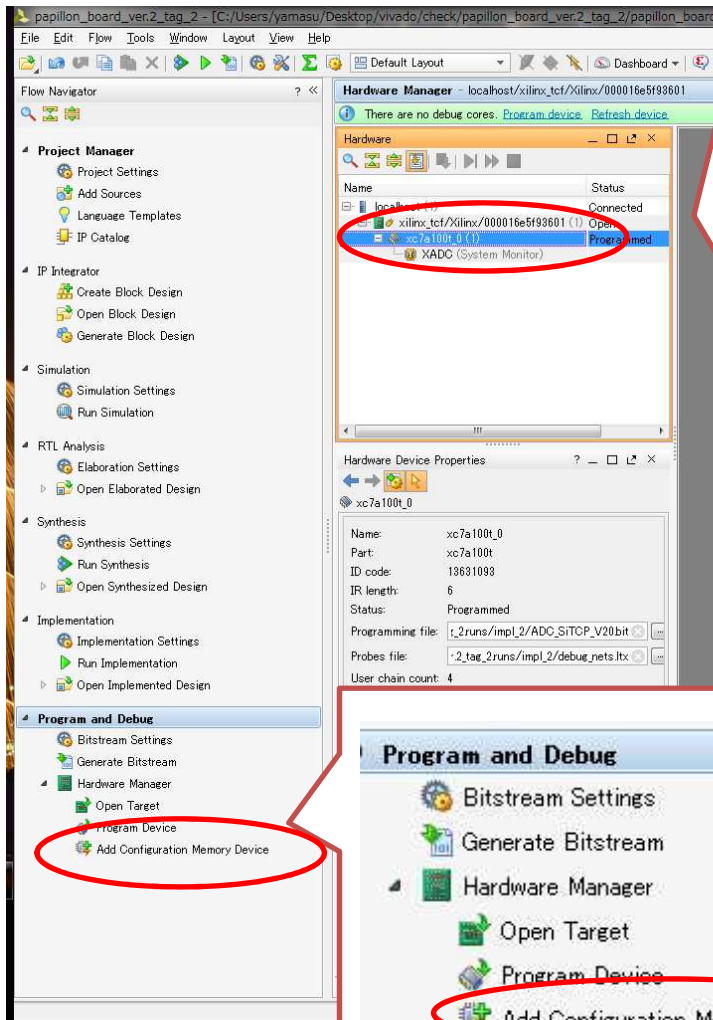 papillon_board_ver.2_tag_2 - [C:/Users/yamasu/Desktop/vivado/check/papillon_board_ver.2_tag_2/papillon_board
File Edit Flow Tools Window Layout View Help
Default Layout Dashboard
Flow Navigator
Project Manager
Project Settings
Add Sources
Language Templates
IP Catalog
IP Integrator
Create Block Design
Open Block Design
Generate Block Design
Simulation
Simulation Settings
Run Simulation
RTL Analysis
Elaboration Settings
Open Elaborated Design
Synthesis
Synthesis Settings
Run Synthesis
Open Synthesized Design
Implementation
Implementation Settings
Run Implementation
Open Implemented Design
Program and Debug
Bitstream Settings
Generate Bitstream
Hardware Manager
Open Target
Program Device
Add Configuration Memory Device
Hardware Manager - localhost/xilinx_tcf/Xilinx/000016e5f93601
There are no debug cores. Program device Refresh device
Hardware
Name Status
localhost (1) Connected
xilinx_tcf/Xilinx/000016e5f93601 (1) Open
xc7a100t_0 (1) Programmed
XADC (System Monitor)
Hardware Device Properties
xc7a100t_0
Name: xc7a100t_0
Part: xc7a100t
ID code: 13631093
IR length: 6
Status: Programmed
Programming file: r_2.runs/impl_2/ADC_SiTCP_V20.bit
Probes file: .2_tag_2.runs/impl_2/debug_nets.ltx
User chain count: 4
Program and Debug
Bitstream Settings
Generate Bitstream
Hardware Manager
Open Target
Program Device
Add Configuration M